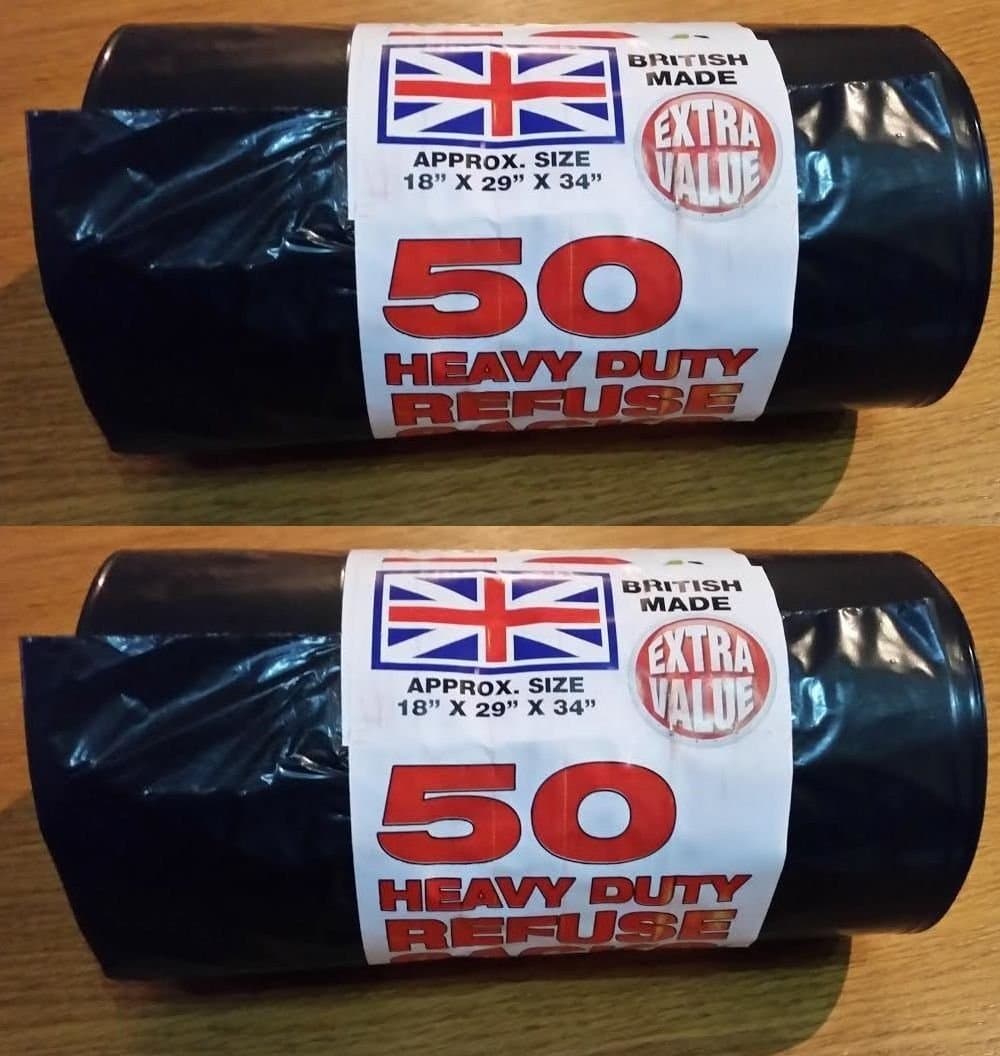 BRITISH
MADE
EXTRA
VALUE
APPROX. SIZE
18” X 29” X 34”
50
HEAVY DUTY
REFUSE
BRITISH
MADE
EXTRA
VALUE
APPROX. SIZE
18” X 29” X 34”
50
HEAVY DUTY
REFUSE